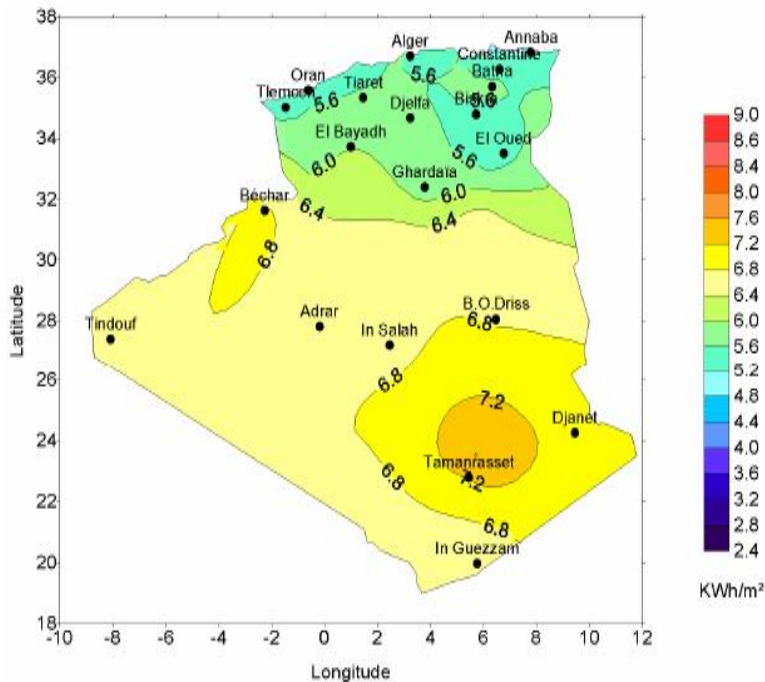 38
36
34
32
30
28
26
24
22
20
18
Latitude
-10 -8 -6 -4 -2 0 2 4 6 8 10 12
Longitude
Alger
Annaba
Constantine
Batna
Oran
Tiaret
5.6
Tlemcen
5.6
Djelfa
Biskra
5.6
El Bayadh
5.6
El Oued
6.0
Ghardaïa
6.0
Béchar
6.4
6.4
6.8
Adrar
B.O.Driss
6.8
Tindouf
In Salah
6.8
7.2
Djanet
Tamanrasset
6.8
7.2
6.8
In Guezzam
9.0
8.6
8.4
8.0
7.6
7.2
6.8
6.4
6.0
5.6
5.2
4.8
4.4
4.0
3.6
3.2
2.8
2.4
KWh/m²